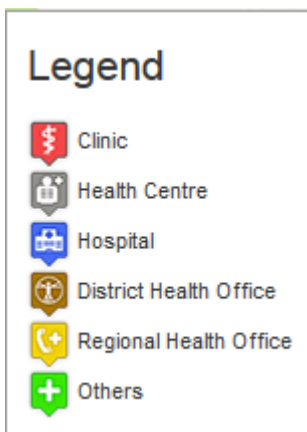 Legend
Clinic
Health Centre
Hospital
District Health Office
Regional Health Office
Others